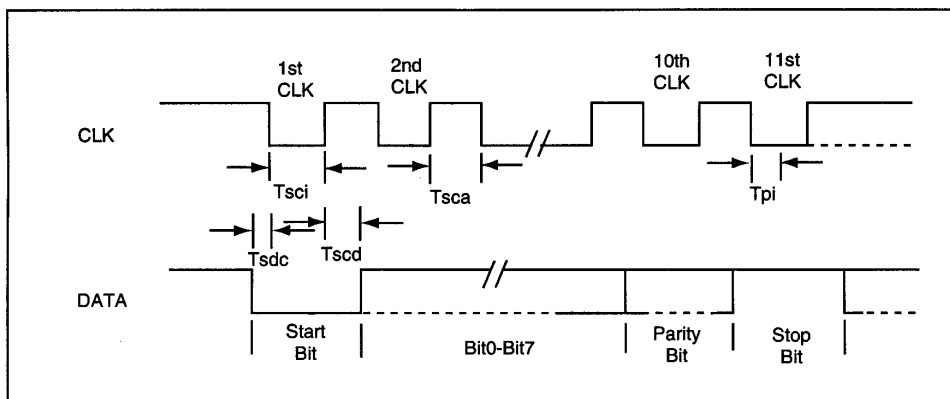 1st
CLK
2nd
CLK
10th
CLK
11st
CLK
CLK
Tsci
Tsca
Tpi
Tsdc
Tscd
DATA
Start
Bit
Bit0-Bit7
Parity
Bit
Stop
Bit